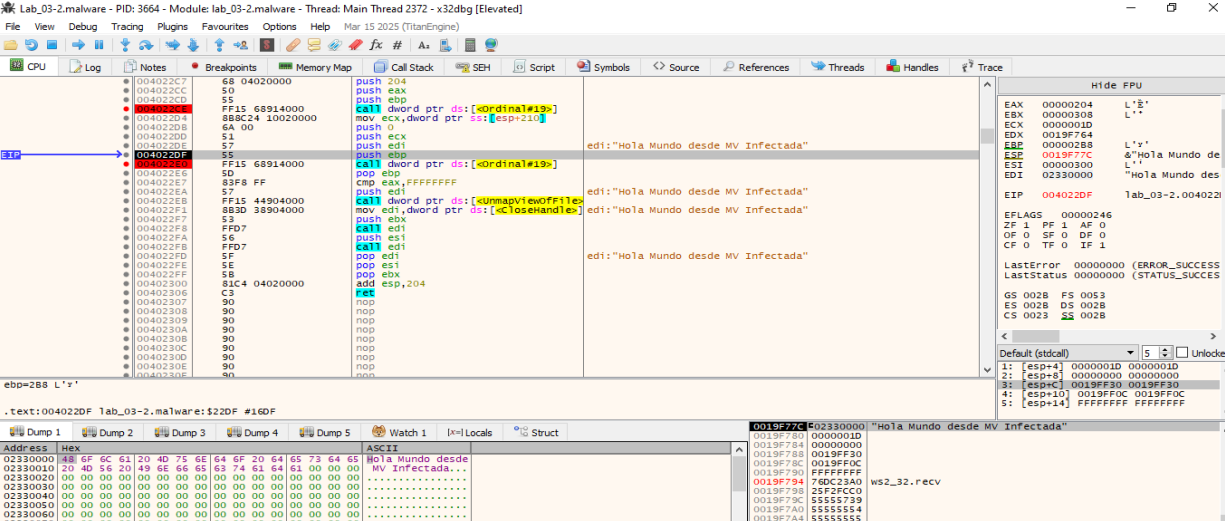 Lab_03-2.malware - PID: 3664 - Module: lab_03-2.malware - Thread: Main Thread 2372 - x32dbg [Elevated]
File View Debug Tracing Plugins Favourites Options Help Mar 15 2025 (TitanEngine)
CPU Log Notes Breakpoints Memory Map Call Stack SEH Script Symbols Source References Threads Handles Trace
004022C7 68 04020000 push 204
004022CC 50 push eax
004022CD 55 push ebp
004022CE FF15 68914000 call dword ptr ds:[<Ordinal#19>]
004022D4 8B8C24 10020000 mov ecx,dword ptr ss:[esp+210]
004022DB 6A 00 push 0
004022DD 51 push ecx
004022DE 57 push edi edi:"Hola Mundo desde MV Infectada"
EIP 004022DF 55 push ebp
004022E0 FF15 68914000 call dword ptr ds:[<Ordinal#19>]
004022E6 5D pop ebp
004022E7 83F8 FF cmp eax,FFFFFFFF
004022EA 57 push edi edi:"Hola Mundo desde MV Infectada"
004022EB FF15 44904000 call dword ptr ds:[<UnmapViewOfFile>
004022F1 8B3D 38904000 mov edi,dword ptr ds:[<CloseHandle>] edi:"Hola Mundo desde MV Infectada"
004022F7 53 push ebx
004022F8 FFD7 call edi
004022FA 56 push esi
004022FB FFD7 call edi
004022FD 5F pop edi edi:"Hola Mundo desde MV Infectada"
004022FE 5E pop esi
004022FF 5B pop ebx
00402300 81C4 04020000 add esp,204
00402306 C3 ret
00402307 90 nop
00402308 90 nop
00402309 90 nop
0040230A 90 nop
0040230B 90 nop
0040230C 90 nop
0040230D 90 nop
0040230E 90 nop
0040230F 90 nop
Hide FPU
EAX 00000204 L'Ȅ'
EBX 00000308 L'̈'
ECX 0000001D
EDX 0019F764
EBP 000002B8 L'ʸ'
ESP 0019F77C &"Hola Mundo de
ESI 00000300 L'̀'
EDI 02330000 "Hola Mundo des
EIP 004022DF lab_03-2.004022
EFLAGS 00000246
ZF 1 PF 1 AF 0
OF 0 SF 0 DF 0
CF 0 TF 0 IF 1
LastError 00000000 (ERROR_SUCCESS
LastStatus 00000000 (STATUS_SUCCES
GS 002B FS 0053
ES 002B DS 002B
CS 0023 SS 002B
Default (stdcall) 5 Unlocke
1: [esp+4] 0000001D 0000001D
2: [esp+8] 00000000 00000000
3: [esp+C] 0019FF30 0019FF30
4: [esp+10] 0019FF0C 0019FF0C
5: [esp+14] FFFFFFFF FFFFFFFF
ebp=2B8 L'ʸ'
.text:004022DF lab_03-2.malware:$22DF #16DF
Dump 1 Dump 2 Dump 3 Dump 4 Dump 5 Watch 1 Locals Struct
Address Hex ASCII
02330000 48 6F 6C 61 20 4D 75 6E 64 6F 20 64 65 73 64 65 Hola Mundo desde
02330010 20 4D 56 20 49 6E 66 65 63 74 61 64 61 00 00 00 MV Infectada...
02330020 00 00 00 00 00 00 00 00 00 00 00 00 00 00 00 00 ................
02330030 00 00 00 00 00 00 00 00 00 00 00 00 00 00 00 00 ................
02330040 00 00 00 00 00 00 00 00 00 00 00 00 00 00 00 00 ................
02330050 00 00 00 00 00 00 00 00 00 00 00 00 00 00 00 00 ................
02330060 00 00 00 00 00 00 00 00 00 00 00 00 00 00 00 00 ................
0019F77C 02330000 "Hola Mundo desde MV Infectada"
0019F780 0000001D
0019F784 00000000
0019F788 0019FF30
0019F78C 0019FF0C
0019F790 FFFFFFFF
0019F794 76DC23A0 ws2_32.recv
0019F798 25F2FCC0
0019F79C 55555739
0019F7A0 55555554
0019F7A4 55555555